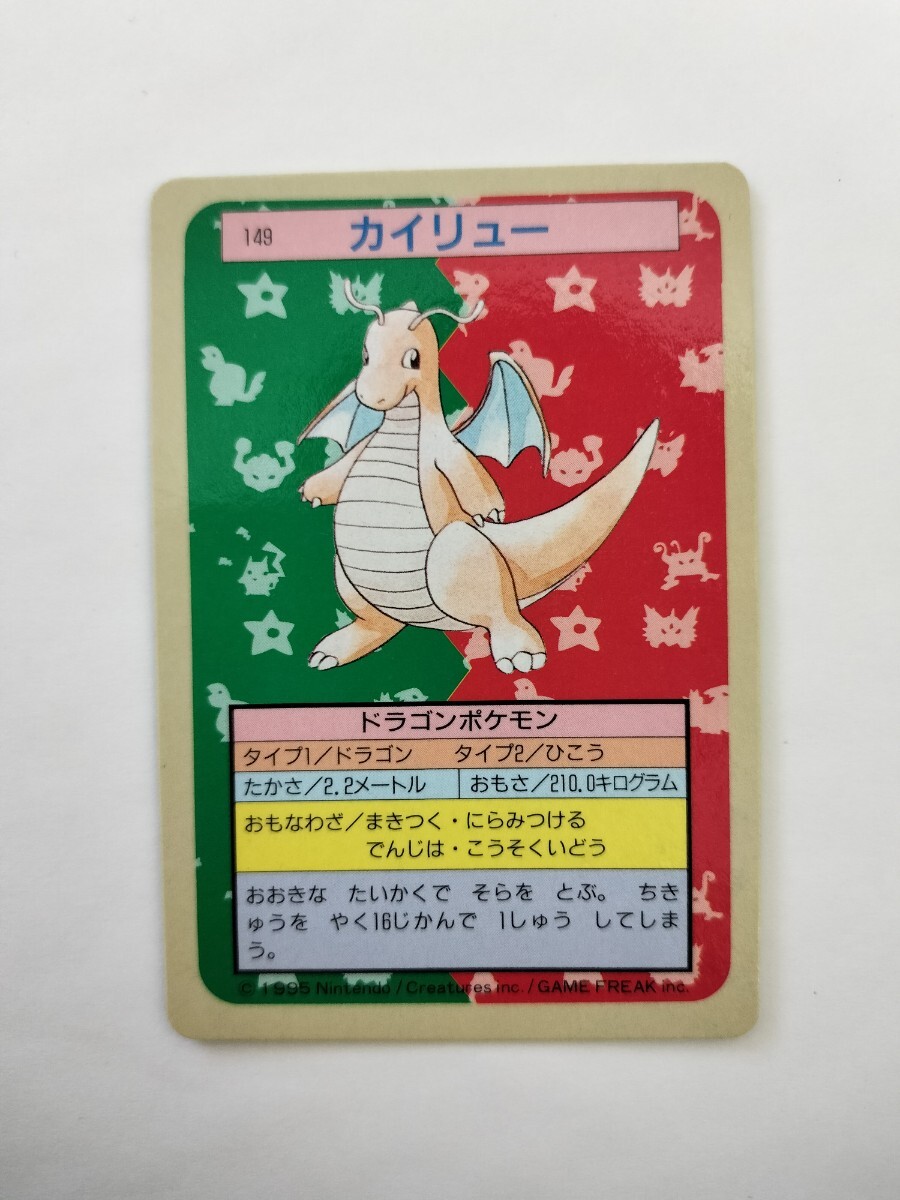 149 カイリュー
ドラゴンポケモン
タイプ1/ドラゴン タイプ2/ひこう
たかさ/2.2メートル おもさ/210.0キログラム
おもなわざ/まきつく・にらみつける
でんじは・こうそくいどう
おおきな たいかくで そらを とぶ。 ちき
ゅうを やく16じかんで 1しゅう してしま
う。
© 1995 Nintendo / Creatures inc. / GAME FREAK inc.